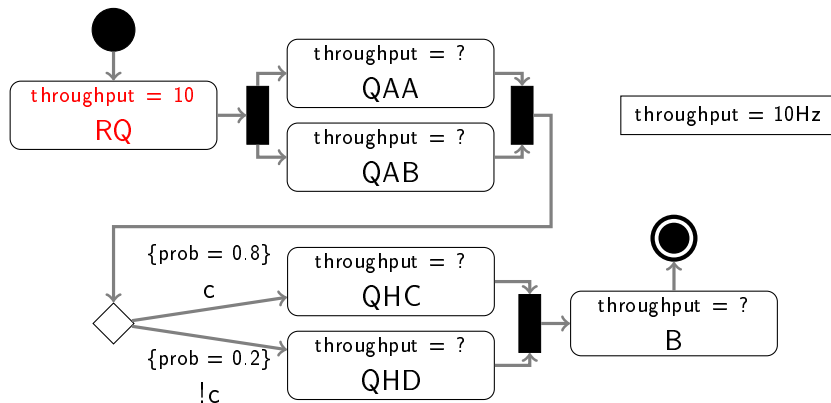 throughput = 10
RQ
throughput = ?
QAA
throughput = ?
QAB
throughput = 10Hz
{prob = 0.8}
c
throughput = ?
QHC
{prob = 0.2}
!c
throughput = ?
QHD
throughput = ?
B